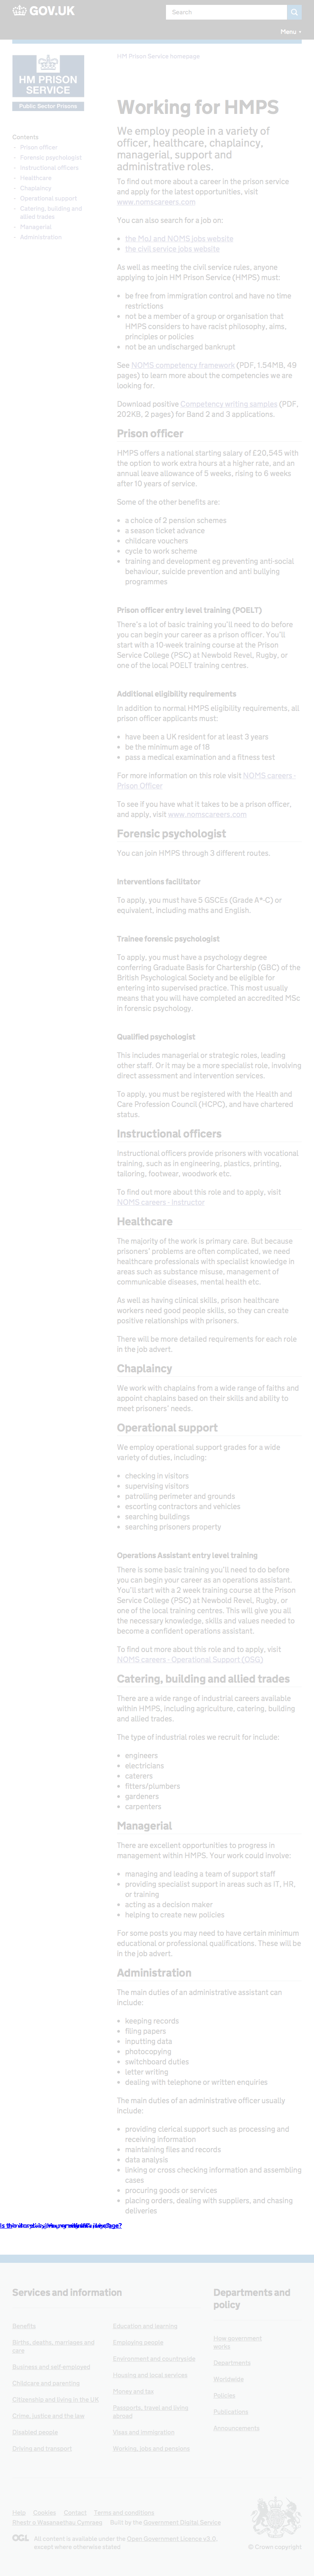 GOV.UK
Search
Menu
HM PRISON
SERVICE
Public Sector Prisons
HM Prison Service homepage
Contents
Prison officer
Forensic psychologist
Instructional officers
Healthcare
Chaplaincy
Operational support
Catering, building and
allied trades
Managerial
Administration
Working for HMPS
We employ people in a variety of
officer, healthcare, chaplaincy,
managerial, support and
administrative roles.
To find out more about a career in the prison service
and apply for the latest opportunities, visit
www.nomscareers.com
You can also search for a job on:
the MoJ and NOMS jobs website
the civil service jobs website
As well as meeting the civil service rules, anyone
applying to join HM Prison Service (HMPS) must:
be free from immigration control and have no time
restrictions
not be a member of a group or organisation that
HMPS considers to have racist philosophy, aims,
principles or policies
not be an undischarged bankrupt
See NOMS competency framework (PDF, 1.54MB, 49
pages) to learn more about the competencies we are
looking for.
Download positive Competency writing samples (PDF,
202KB, 2 pages) for Band 2 and 3 applications.
Prison officer
HMPS offers a national starting salary of £20,545 with
the option to work extra hours at a higher rate, and an
annual leave allowance of 5 weeks, rising to 6 weeks
after 10 years of service.
Some of the other benefits are:
a choice of 2 pension schemes
a season ticket advance
childcare vouchers
cycle to work scheme
training and development eg preventing anti-social
behaviour, suicide prevention and anti bullying
programmes
Prison officer entry level training (POELT)
There's a lot of basic training you'll need to do before
you can begin your career as a prison officer. You'll
start with a 10-week training course at the Prison
Service College (PSC) at Newbold Revel, Rugby, or
one of the local POELT training centres.
Additional eligibility requirements
In addition to normal HMPS eligibility requirements, all
prison officer applicants must:
have been a UK resident for at least 3 years
be the minimum age of 18
pass a medical examination and a fitness test
For more information on this role visit NOMS careers -
Prison Officer
To see if you have what it takes to be a prison officer,
and apply, visit www.nomscareers.com
Forensic psychologist
You can join HMPS through 3 different routes.
Interventions facilitator
To apply, you must have 5 GSCEs (Grade A*-C) or
equivalent, including maths and English.
Trainee forensic psychologist
To apply, you must have a psychology degree
conferring Graduate Basis for Chartership (GBC) of the
British Psychological Society and be eligible for
entering into supervised practice. This most usually
means that you will have completed an accredited MSc
in forensic psychology.
Qualified psychologist
This includes managerial or strategic roles, leading
other staff. Or it may be a more specialist role, involving
direct assessment and intervention services.
To apply, you must be registered with the Health and
Care Profession Council (HCPC), and have chartered
status.
Instructional officers
Instructional officers provide prisoners with vocational
training, such as in engineering, plastics, printing,
tailoring, footwear, woodwork etc.
To find out more about this role and to apply, visit
NOMS careers - Instructor
Healthcare
The majority of the work is primary care. But because
prisoners' problems are often complicated, we need
healthcare professionals with specialist knowledge in
areas such as substance misuse, management of
communicable diseases, mental health etc.
As well as having clinical skills, prison healthcare
workers need good people skills, so they can create
positive relationships with prisoners.
There will be more detailed requirements for each role
in the job advert.
Chaplaincy
We work with chaplains from a wide range of faiths and
appoint chaplains based on their skills and ability to
meet prisoners' needs.
Operational support
We employ operational support grades for a wide
variety of duties, including:
checking in visitors
supervising visitors
patrolling perimeter and grounds
escorting contractors and vehicles
searching buildings
searching prisoners property
Operations Assistant entry level training
There is some basic training you'll need to do before
you can begin your career as an operations assistant.
You'll start with a 2 week training course at the Prison
Service College (PSC) at Newbold Revel, Rugby, or
one of the local training centres. This will give you all
the necessary knowledge, skills and values needed to
become a confident operations assistant.
To find out more about this role and to apply, visit
NOMS careers - Operational Support (OSG)
Catering, building and allied trades
There are a wide range of industrial careers available
within HMPS, including agriculture, catering, building
and allied trades.
The type of industrial roles we recruit for include:
engineers
electricians
caterers
fitters/plumbers
gardeners
carpenters
Managerial
There are excellent opportunities to progress in
management within HMPS. Your work could involve:
managing and leading a team of support staff
providing specialist support in areas such as IT, HR,
or training
acting as a decision maker
helping to create new policies
For some posts you may need to have certain minimum
educational or professional qualifications. These will be
in the job advert.
Administration
The main duties of an administrative assistant can
include:
keeping records
filing papers
inputting data
photocopying
switchboard duties
letter writing
dealing with telephone or written enquiries
The main duties of an administrative officer usually
include:
providing clerical support such as processing and
receiving information
maintaining files and records
data analysis
linking or cross checking information and assembling
cases
procuring goods or services
placing orders, dealing with suppliers, and chasing
deliveries
Services and information
Benefits
Births, deaths, marriages and
care
Business and self-employed
Childcare and parenting
Citizenship and living in the UK
Crime, justice and the law
Disabled people
Driving and transport
Education and learning
Employing people
Environment and countryside
Housing and local services
Money and tax
Passports, travel and living
abroad
Visas and immigration
Working, jobs and pensions
Departments and
policy
How government
works
Departments
Worldwide
Policies
Publications
Announcements
Help Cookies Contact Terms and conditions
Rhestr o Wasanaethau Cymraeg Built by the Government Digital Service
OGL All content is available under the Open Government Licence v3.0,
except where otherwise stated
© Crown copyright